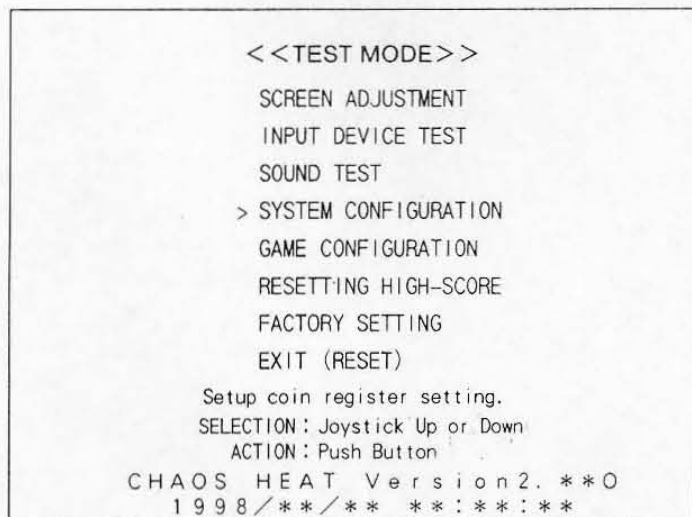 <<TEST MODE>>
SCREEN ADJUSTMENT
INPUT DEVICE TEST
SOUND TEST
> SYSTEM CONFIGURATION
GAME CONFIGURATION
RESETTING HIGH-SCORE
FACTORY SETTING
EXIT (RESET)
Setup coin register setting.
SELECTION : Joystick Up or Down
ACTION : Push Button
CHAOS HEAT Version2. **O
1998/**/** **:**:**